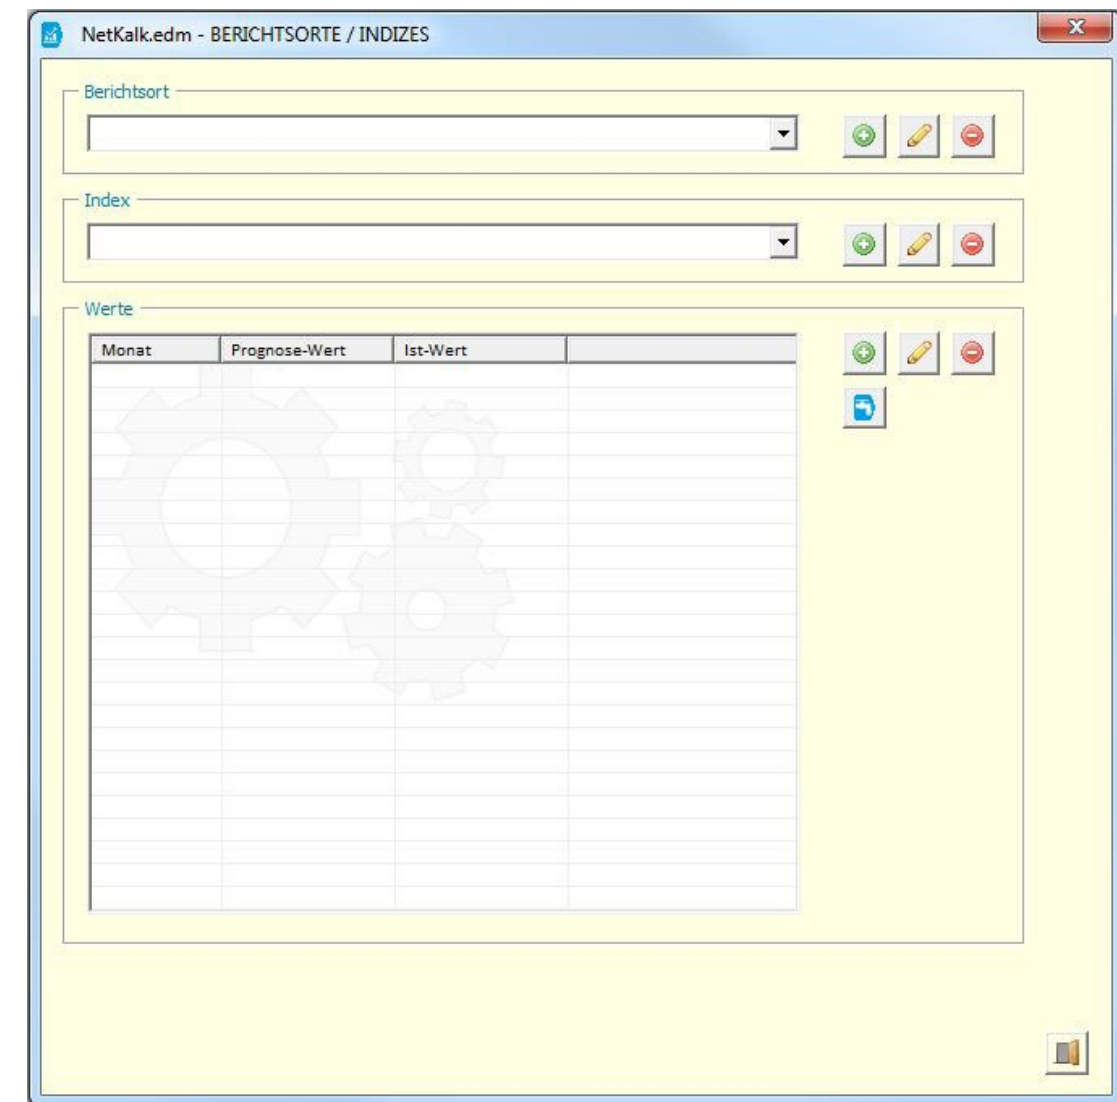 NetKalk.edm - BERICHTSORTE / INDIZES
Berichtsort
Index
Werte
Monat Prognose-Wert Ist-Wert